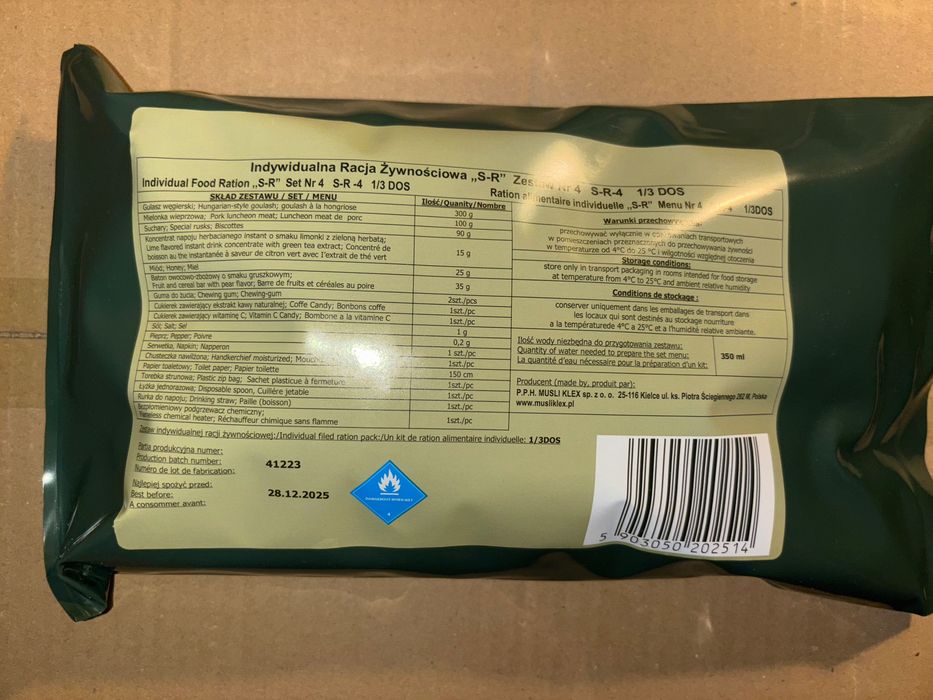 Indywidualna Racja Żywnościowa „S-R” Zestaw Nr 4 S-R-4 1/3 DOS
Individual Food Ration „S-R” Set Nr 4 S-R -4 1/3 DOS
Ration alimentaire individuelle „S-R” Menu Nr 4 1/3DOS
SKŁAD ZESTAWU / SET / MENU Ilość/Quanity/Nombre
Gulasz węgierski; Hungarian-style goulash; goulash à la hongroise 300 g
Mielonka wieprzowa; Pork luncheon meat; Luncheon meat de porc 100 g
Suchary; Special rusks; Biscottes 90 g
Koncentrat napoju herbacianego instant o smaku limonki z zieloną herbatą;
Lime flavored instant drink concentrate with green tea extract; Concentré de
boisson au thé instantanée à saveur de citron vert avec l'extrait de thé vert 15 g
Miód; Honey; Miel 25 g
Baton owocowo-zbożowy o smaku gruszkowym;
Fruit and cereal bar with pear flavor; Barre de fruits et céréales au poire 35 g
Guma do żucia; Chewing gum; Chewing-gum 2szt./pcs
Cukierek zawierający ekstrakt kawy naturalnej; Coffe Candy; Bonbons coffe 1szt./pc
Cukierek zawierający witaminę C; Vitamin C Candy; Bombone a la vitamine C 1szt./pc
Sól; Salt; Sel 1 g
Pieprz; Pepper; Poivre 0,2 g
Serwetka, Napkin; Napperon 1 szt./pc
Chusteczka nawilżona; Handkerchief moisturized; 1szt./pc
Papier toaletowy; Toilet paper; Papier toilette 150 cm
Torebka strunowa; Plastic zip bag; Sachet plasticue à fermeture 1szt./pc
Łyżka jednorazowa; Disposable spoon, Cuillére jetable 1szt./pc
Rurka do napoju; Drinking straw; Paille (boisson) 1szt./pc
Bezpłomieniowy podgrzewacz chemiczny;
Flameless chemical heater; Réchauffeur chimique sans flamme 1szt./pc
Zestaw indywidualnej racji żywnościowej:/Individual filed ration pack:/Un kit de ration alimentaire individuelle: 1/3DOS
Warunki
przechowywać wyłącznie w transportowych
w pomieszczeniach przeznaczonych do przechowywania żywności
w temperaturze od 4°C do 25 °C i wilgotności względnej otoczenia
Storage conditions:
store only in transport packaging in rooms intended for food storage
at temperature from 4°C to 25°C and ambient relative humidity
Conditions de stockage :
conserver uniquement dans les emballages de transport dans
les locaux qui sont destinés au stockage nourriture
a la températurede 4°C a 25°C et a l'humidité relative ambiante.
Ilość wody niezbędna do przygotowania zestawu:
Quantity of water needed to prepare the set menu: 350 ml
La quantité d'eau nécessaire pour la préparation d'un kit:
Producent (made by, produit par):
P.P.H. MUSLI KLEX sp. z o. o. 25-116 Kielce ul. ks. Piotra Ściegiennego 262 M, Polska
www.musliklex.pl
Partia produkcyjna numer:
Production batch number: 41223
Numéro de lot de fabrication:
Najlepiej spożyć przed:
Best before: 28.12.2025
A consommer avant:
4
5 903050 202514